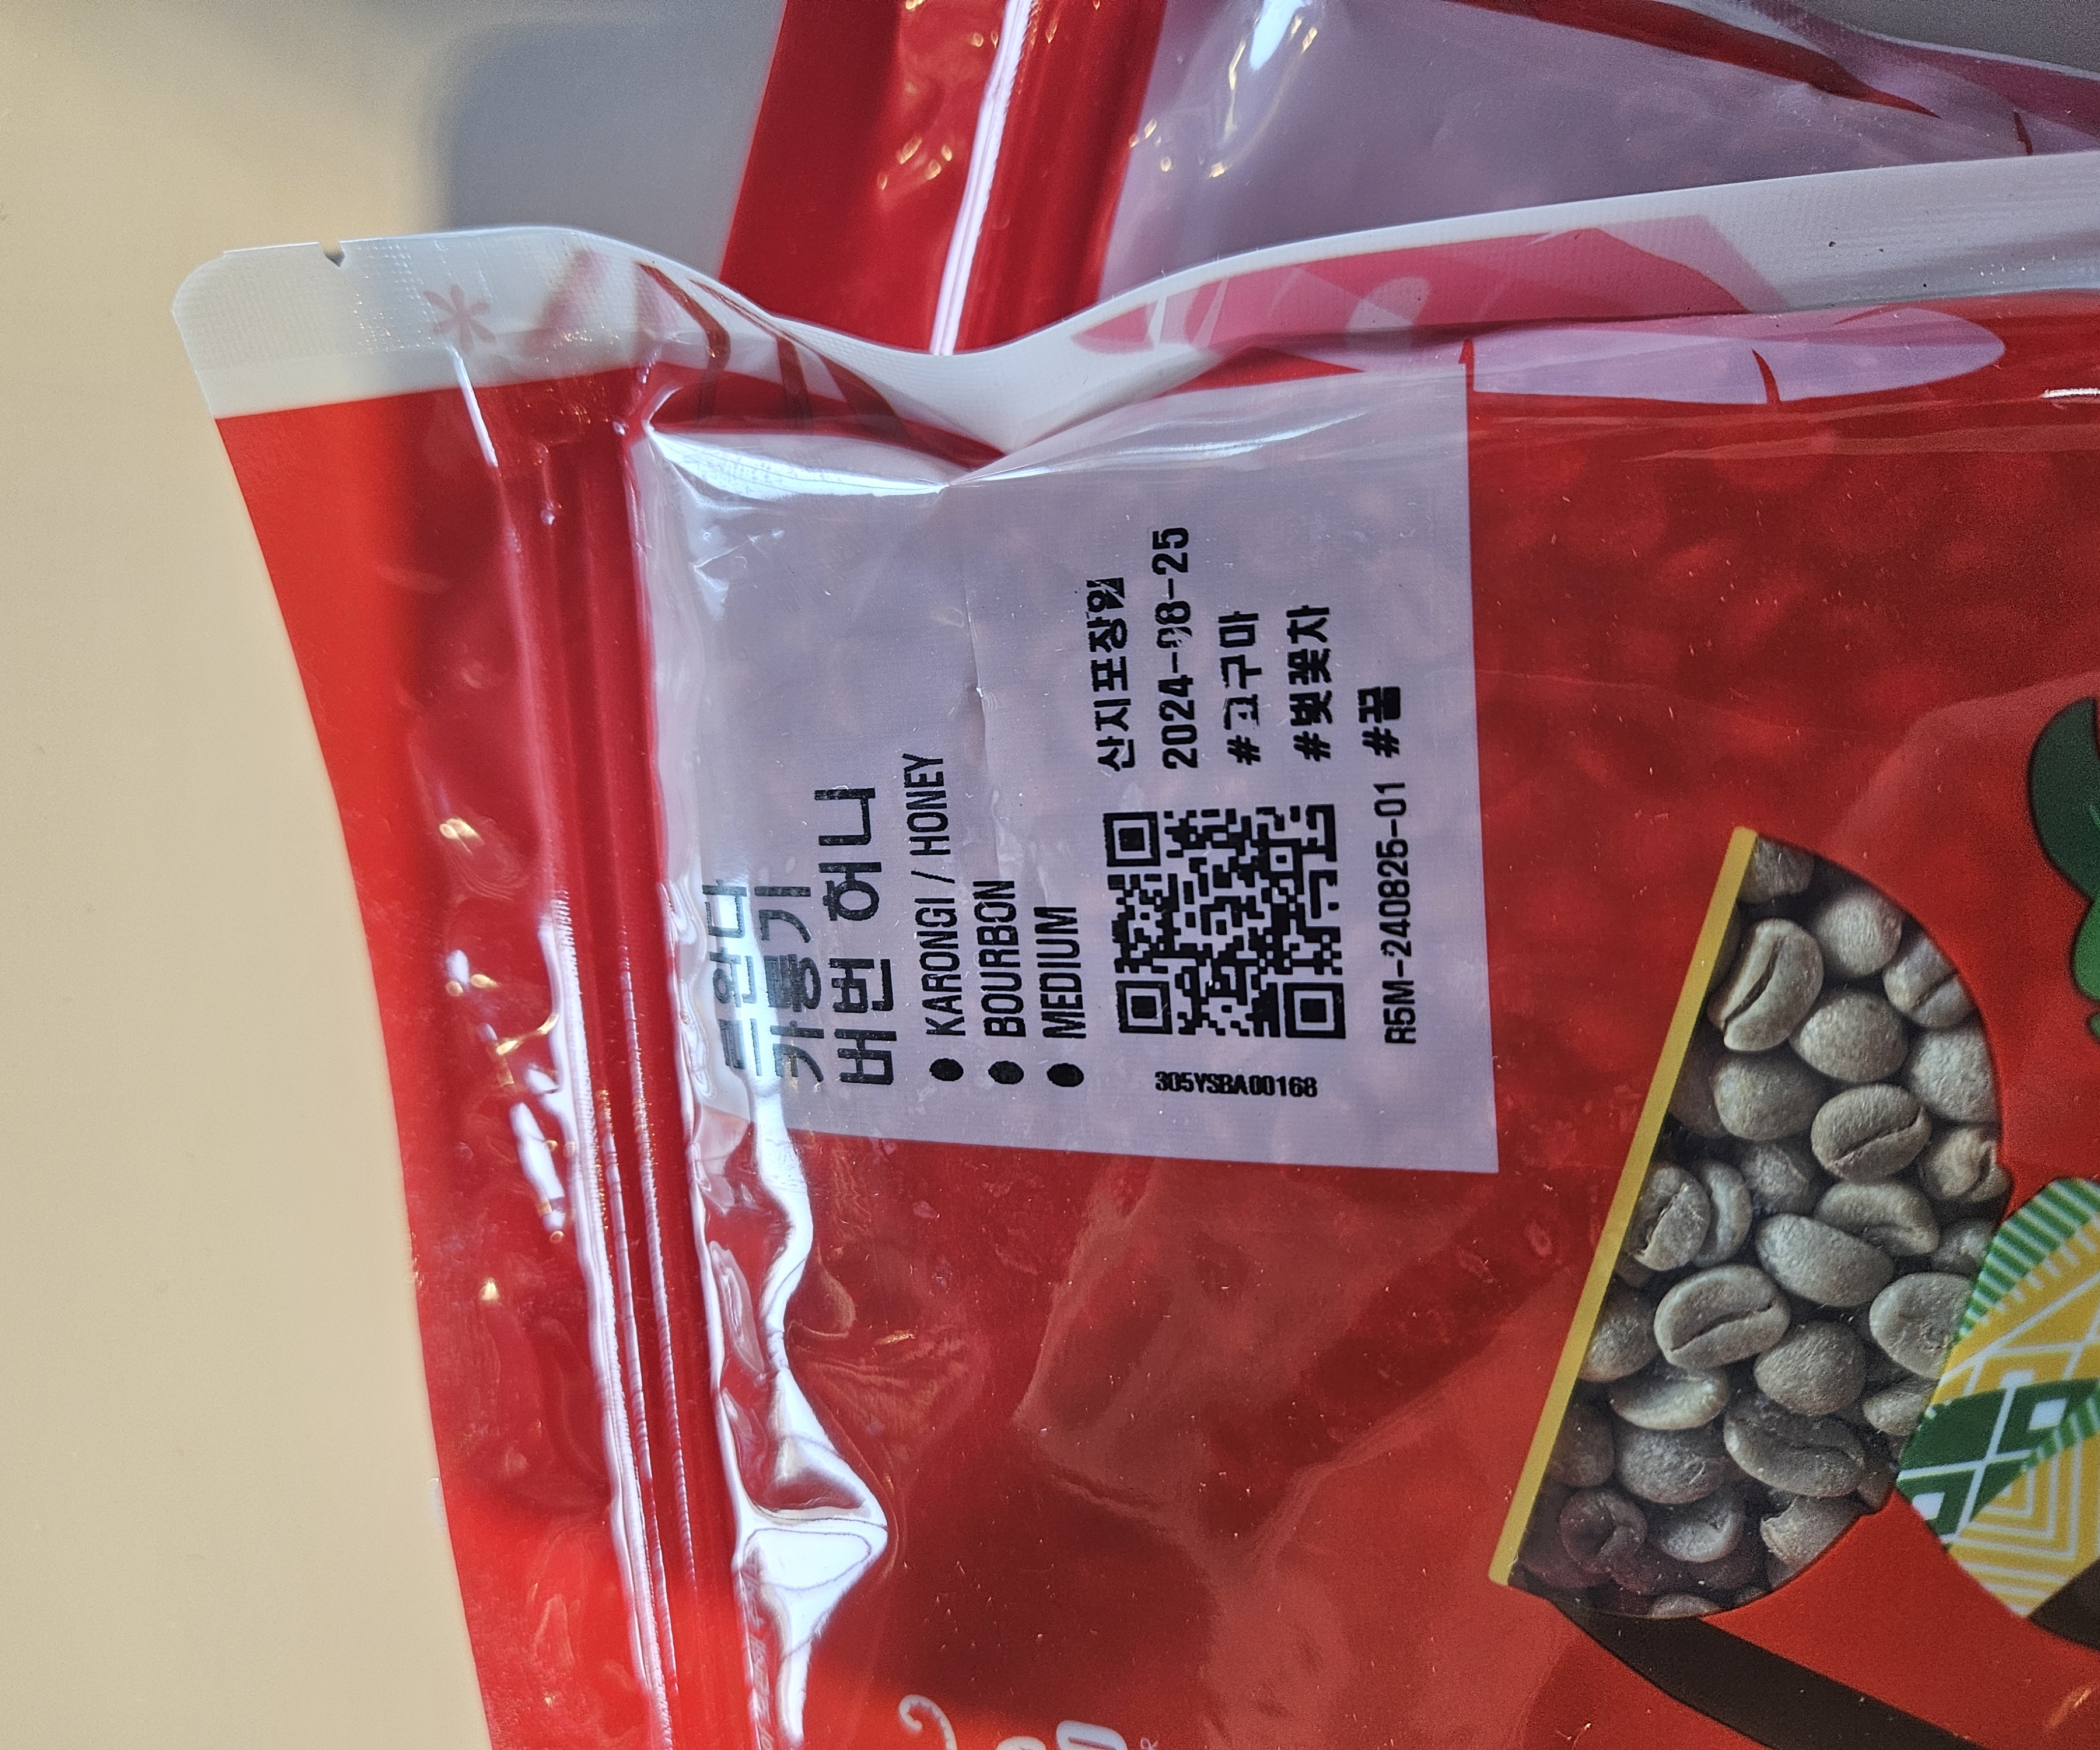 르완다
카롱기
버번 허니
● KARONGI / HONEY
● BOURBON
● MEDIUM
산지포장일
2024-08-25
#고구마
#벚꽃차
#꿀
305YSBA00168
R5M-240825-01